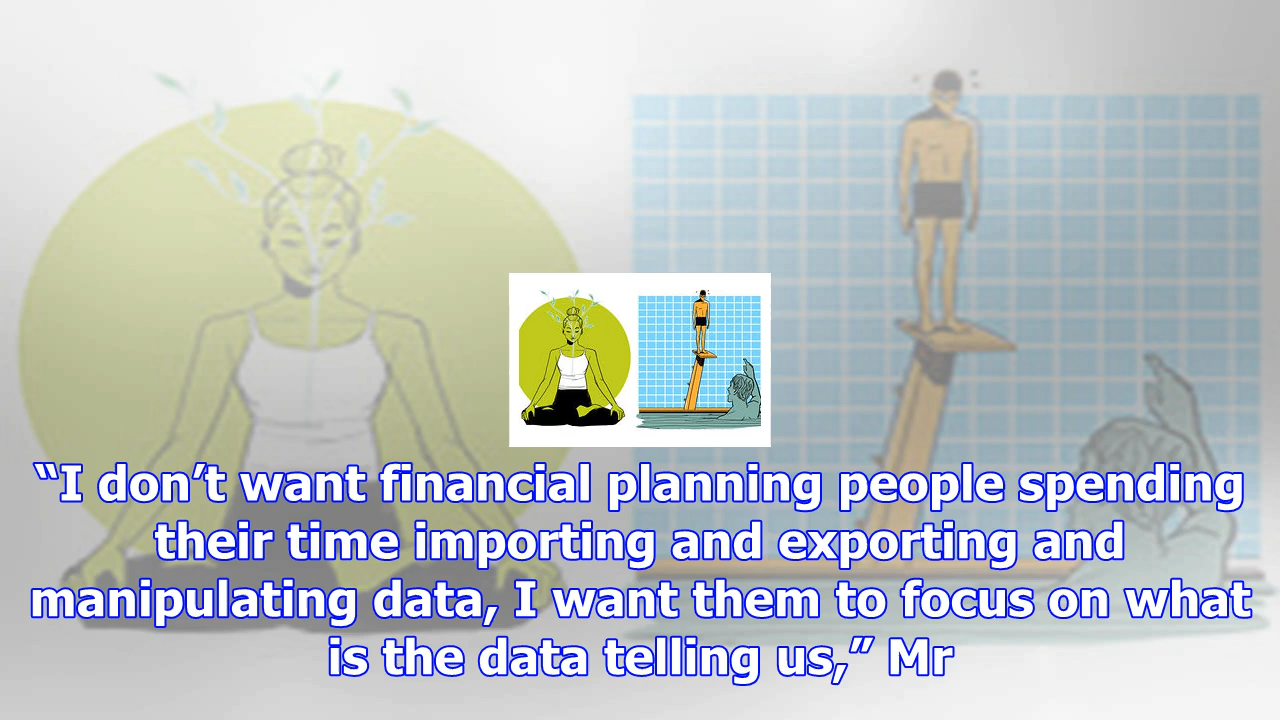 “I don’t want financial planning people spending
their time importing and exporting and
manipulating data, I want them to focus on what
is the data telling us,” Mr